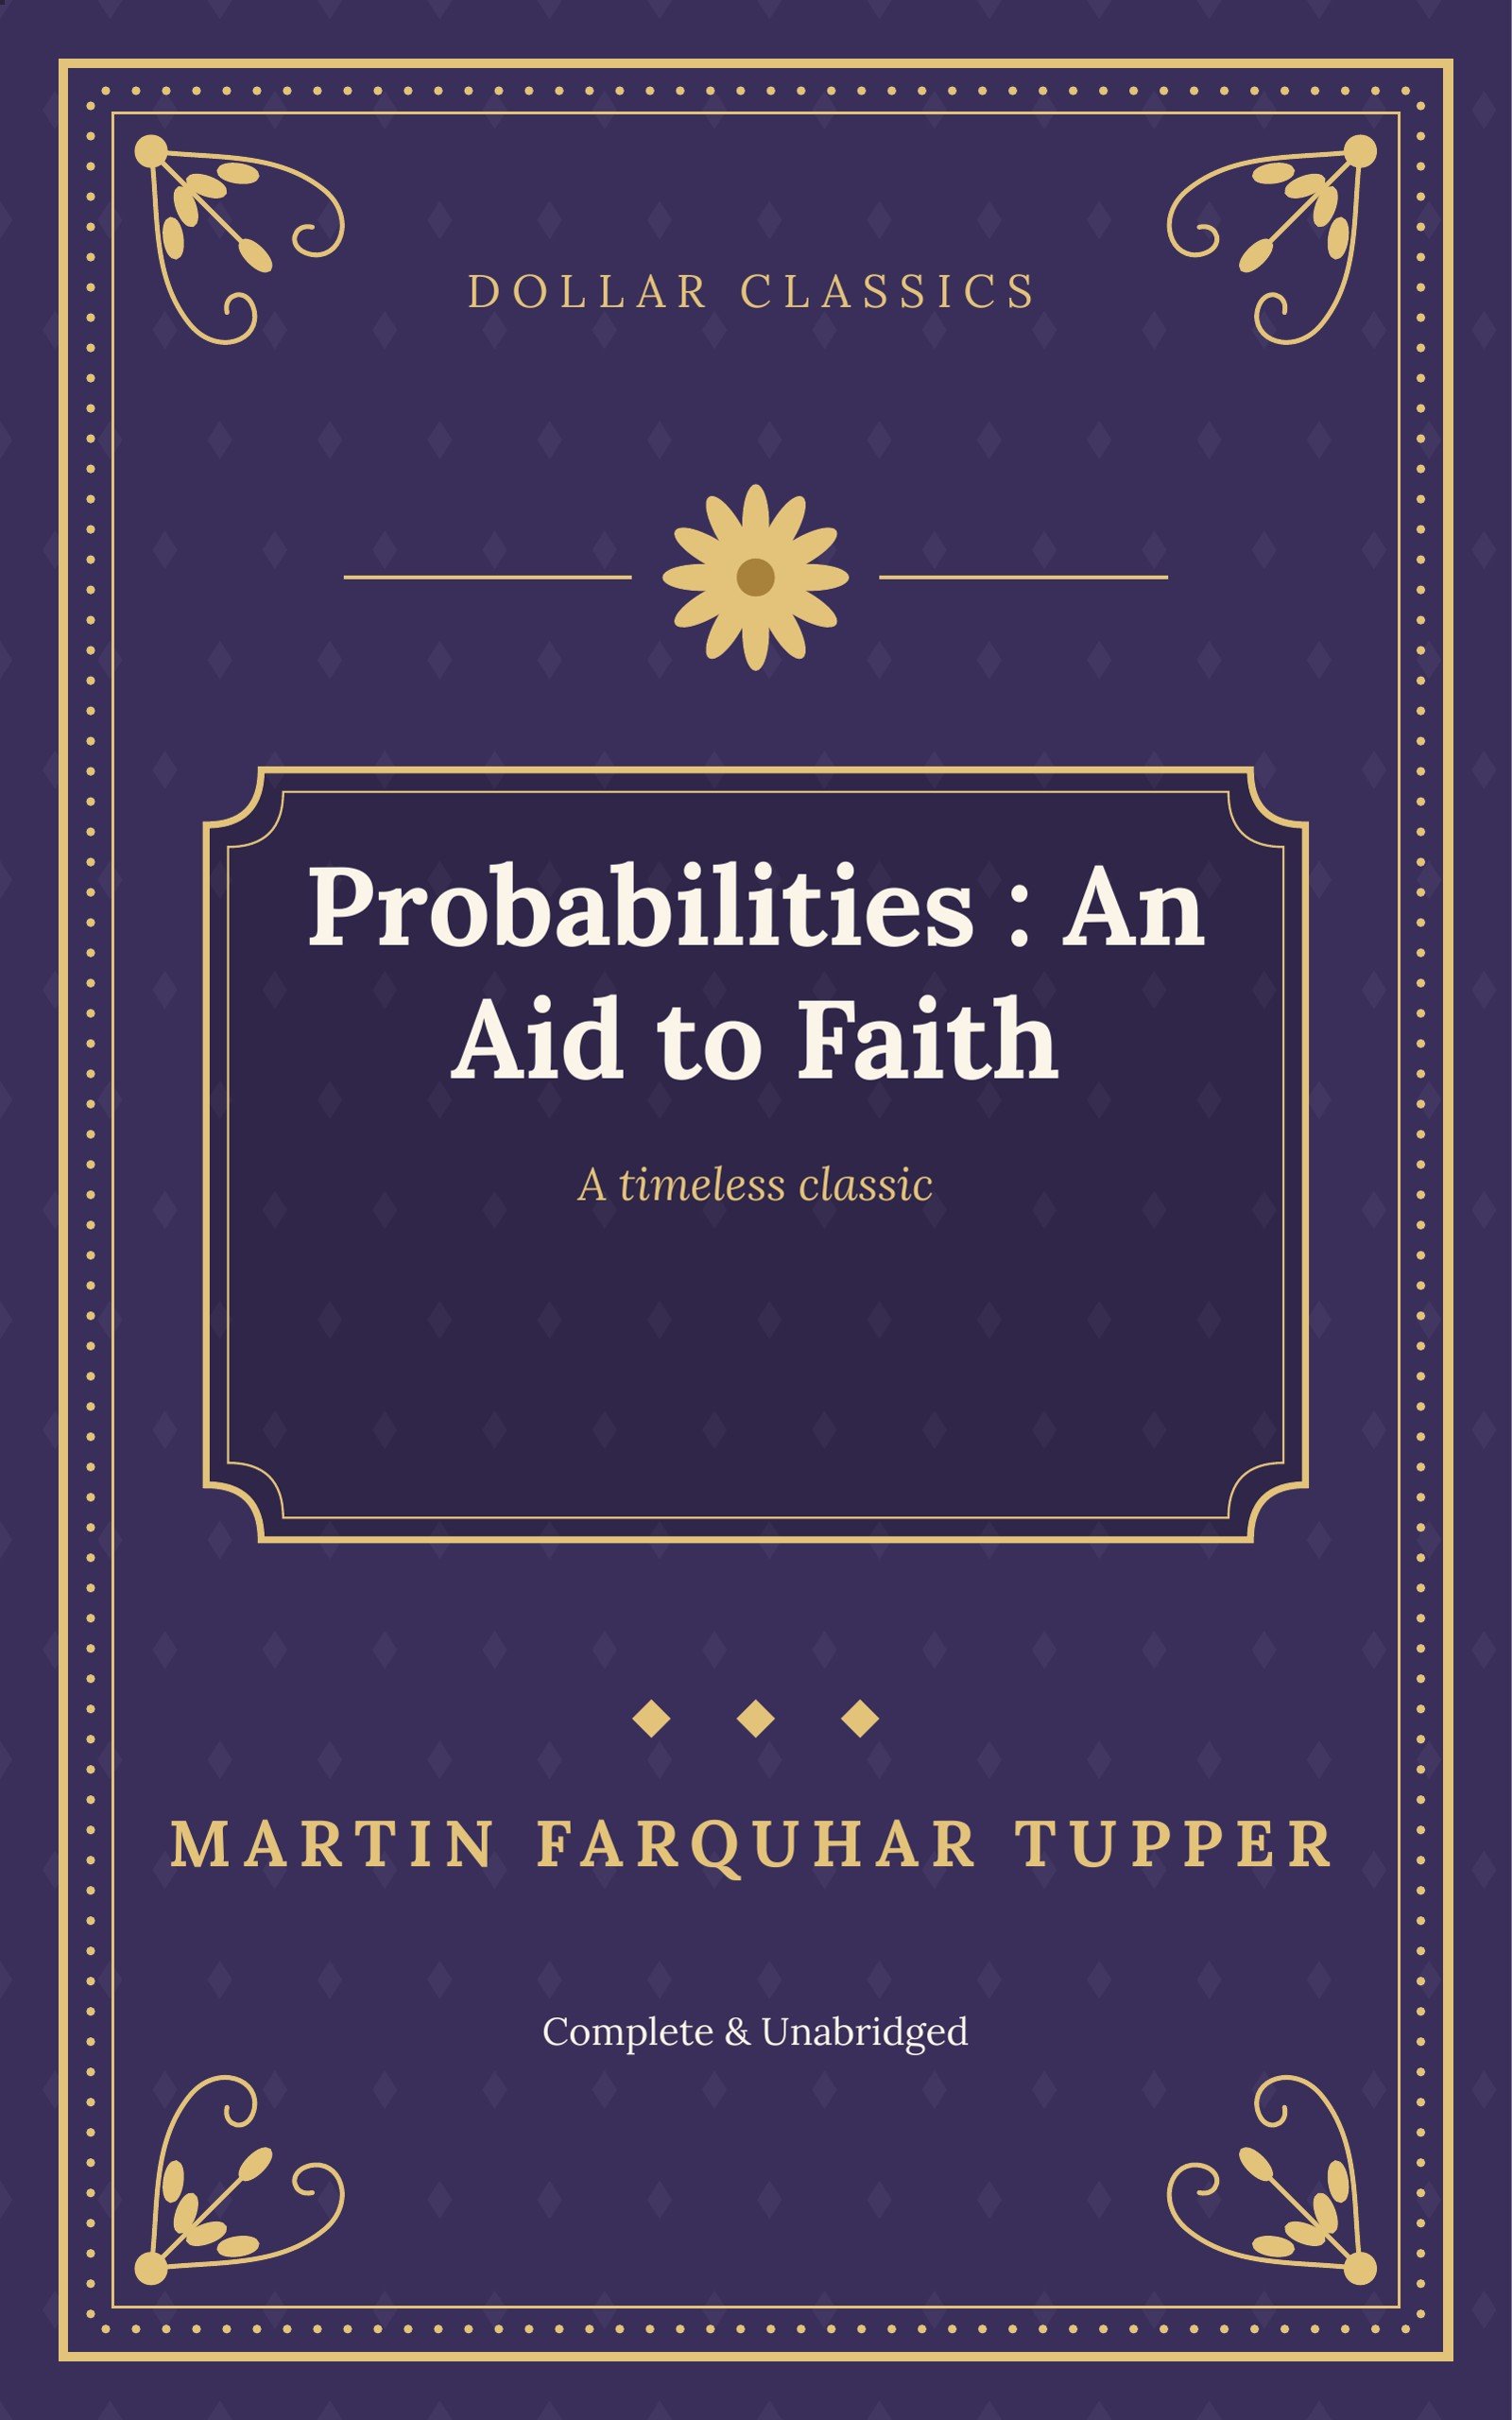 DOLLAR CLASSICS
Probabilities : An
Aid to Faith
A timeless classic
MARTIN FARQUHAR TUPPER
Complete & Unabridged